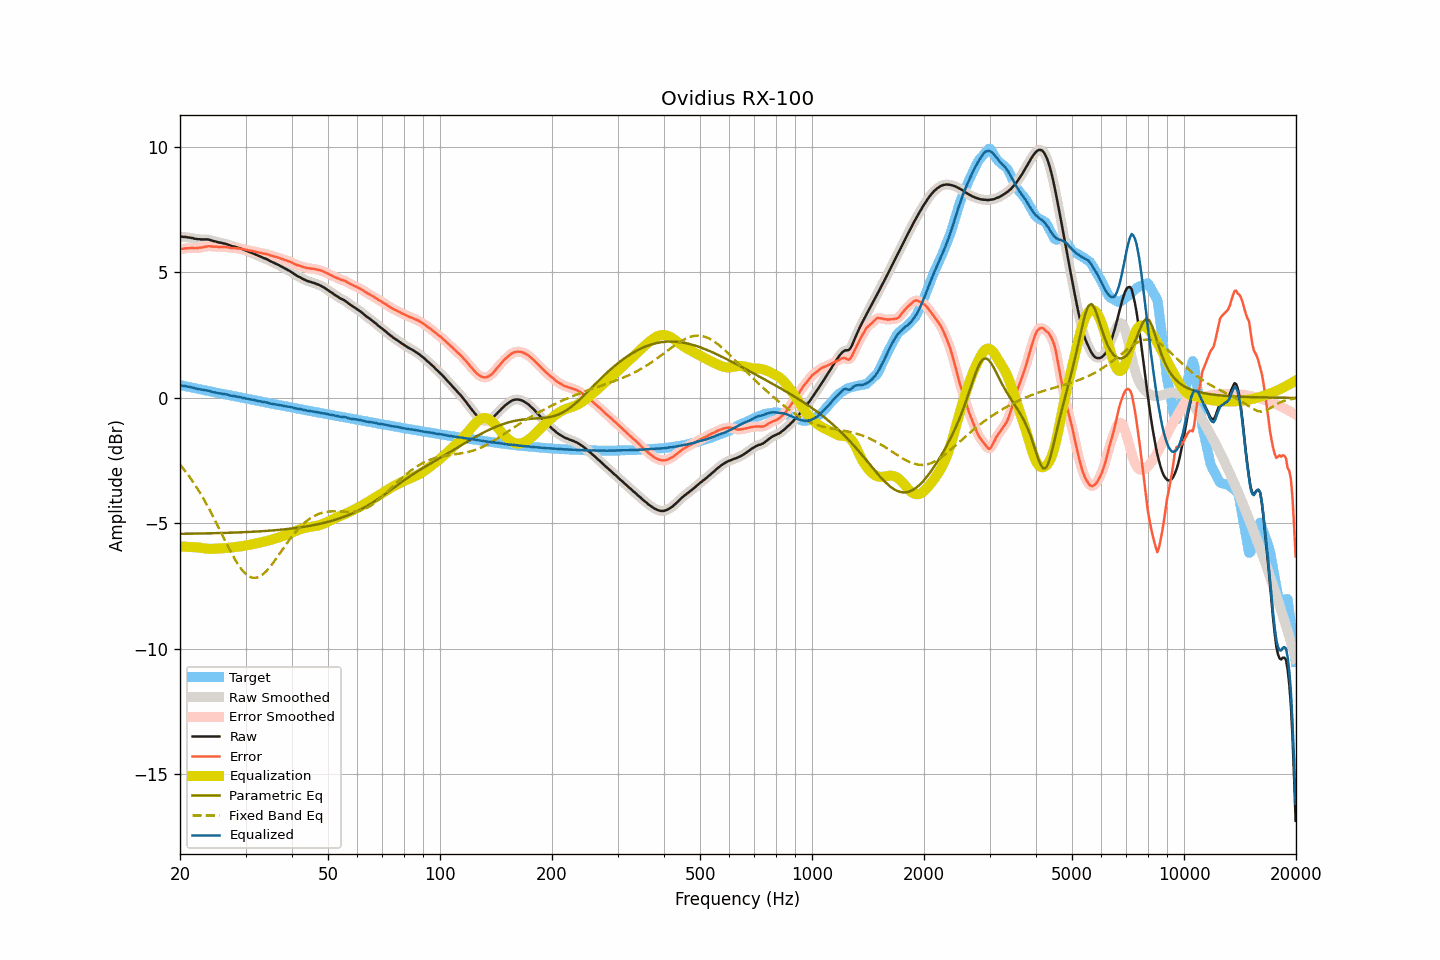 Ovidius RX-100
10
5
0
−5
−10
−15
Amplitude (dBr)
Target
Raw Smoothed
Error Smoothed
Raw
Error
Equalization
Parametric Eq
Fixed Band Eq
Equalized
20 50 100 200 500 1000 2000 5000 10000 20000
Frequency (Hz)